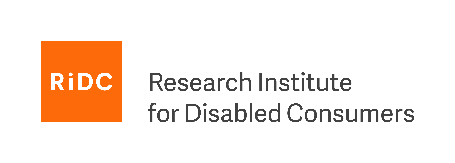 RiDC
Research Institute
for Disabled Consumers